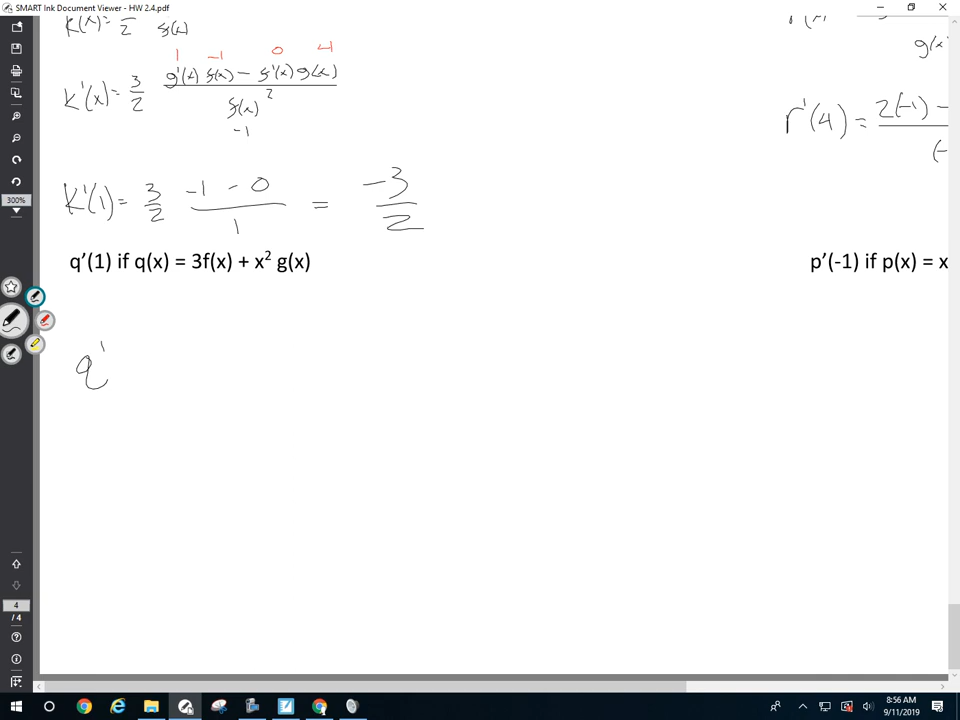 SMART Ink Document Viewer - HW 2.4.pdf
K(x) = 2 f(x)
1 -1 0 -1
K'(x) = 3/2 g'(x) f(x) - f'(x) g(x)
f(x)²
-1
g(x
r'(4) = 2(-1) -
(-
K'(1) = 3/2 -1 - 0 / 1 = -3/2
300%
q'(1) if q(x) = 3f(x) + x² g(x)
p'(-1) if p(x) = x
q'
4
/ 4
8:56 AM
9/11/2019